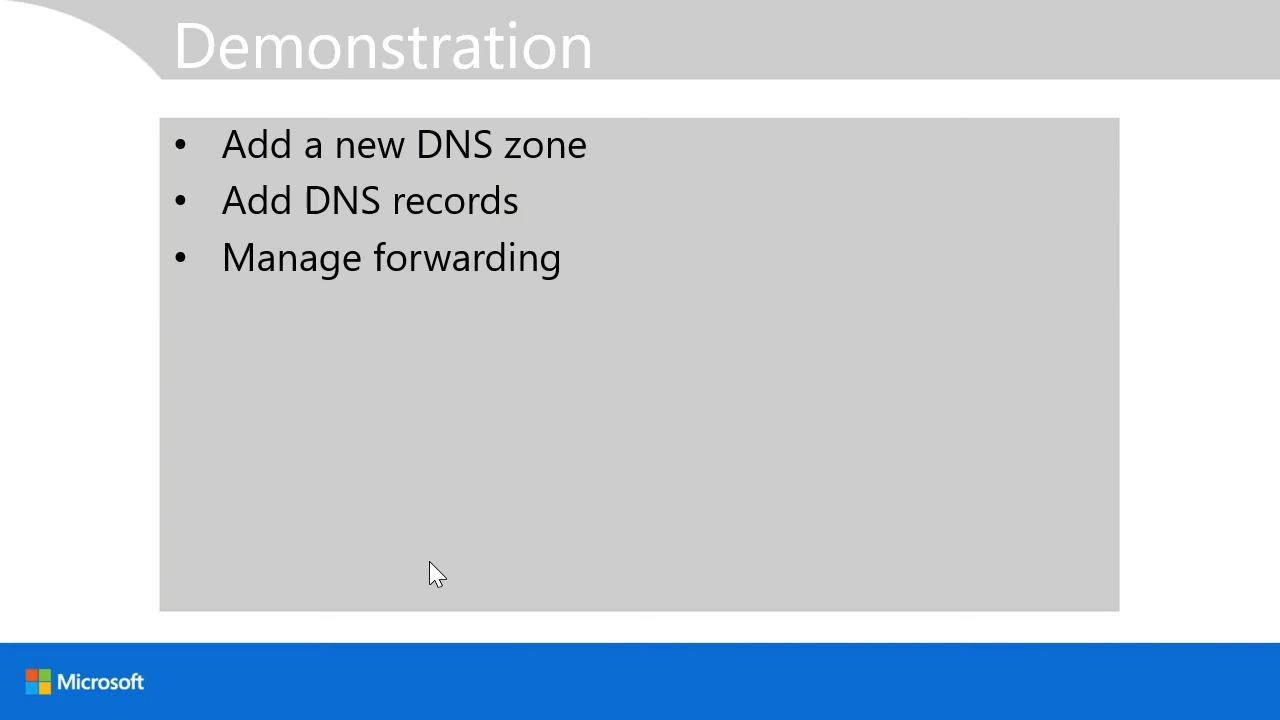 Demonstration
• Add a new DNS zone
• Add DNS records
• Manage forwarding
Microsoft